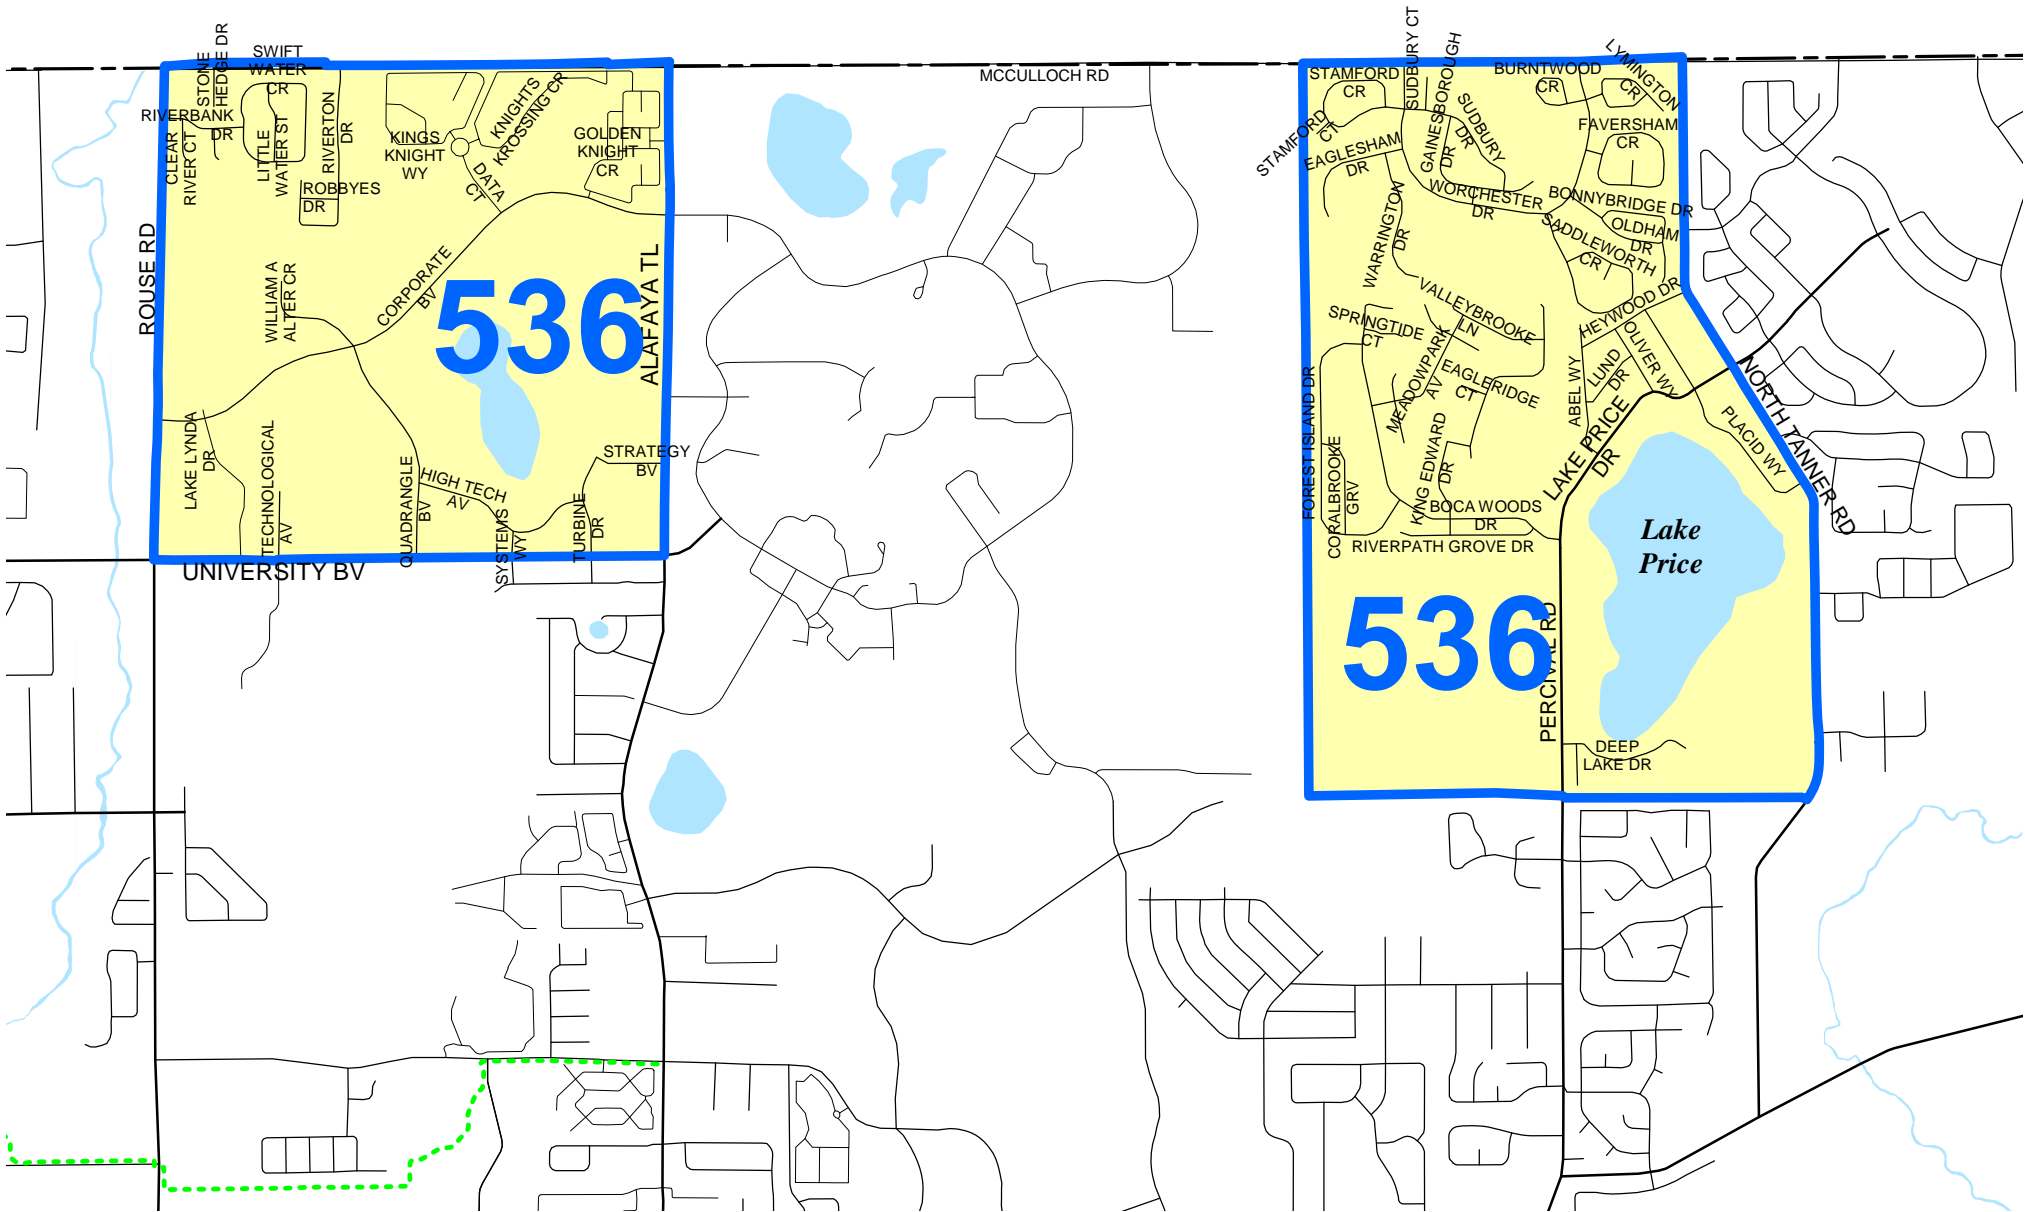 STONE
HEDGE DR
SWIFT
WATER
CR
RIVERBANK
DR
CLEAR
RIVER CT
LITTLE
WATER ST
RIVERTON
DR
ROBBYES
DR
KINGS
KNIGHT
WY
KNIGHTS
KROSSING CR
GOLDEN
KNIGHT
CR
DATA
CT
ROUSE RD
WILLIAM A
ALTER CR
CORPORATE
BV
536
ALAFAYA TL
LAKE LYNDA
DR
TECHNOLOGICAL
AV
QUADRANGLE
BV
HIGH TECH
AV
SYSTEMS
WY
TURBINE
DR
STRATEGY
BV
UNIVERSITY BV
MCCULLOCH RD
STAMFORD
CR
STAMFORD
CT
SUDBURY CT
GAINESBOROUGH
DR
SUDBURY
DR
BURNTWOOD
CR
LYMINGTON
CR
FAVERSHAM
CR
EAGLESHAM
DR
WORCHESTER
DR
BONNYBRIDGE DR
OLDHAM
DR
SADDLEWORTH
CR
WARRINGTON
DR
VALLEYBROOKE
LN
HEYWOOD DR
SPRINGTIDE
CT
MEADOWPARK
AV
EAGLERIDGE
CT
ABEL WY
LUND
DR
OLIVER WY
PLACID WY
NORTH TANNER RD
LAKE PRICE
DR
FOREST ISLAND DR
CORALBROOKE
GRV
KING EDWARD
DR
BOCA WOODS
DR
RIVERPATH GROVE DR
Lake
Price
536
PERCIVAL RD
DEEP
LAKE DR